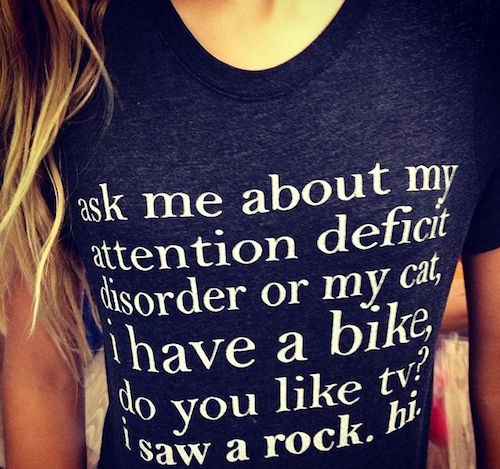 ask me about my
attention deficit
disorder or my cat,
i have a bike,
do you like tv?
i saw a rock. hi.